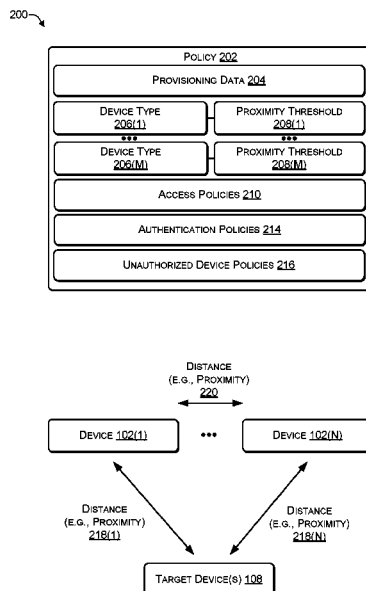 200
POLICY 202
PROVISIONING DATA 204
DEVICE TYPE
206(1)
PROXIMITY THRESHOLD
208(1)
•••
•••
DEVICE TYPE
206(M)
PROXIMITY THRESHOLD
208(M)
ACCESS POLICIES 210
AUTHENTICATION POLICIES 214
UNAUTHORIZED DEVICE POLICIES 216
DISTANCE
(E.G., PROXIMITY)
220
DEVICE 102(1)
•••
DEVICE 102(N)
DISTANCE
(E.G., PROXIMITY)
218(1)
DISTANCE
(E.G., PROXIMITY)
218(N)
TARGET DEVICE(S) 108